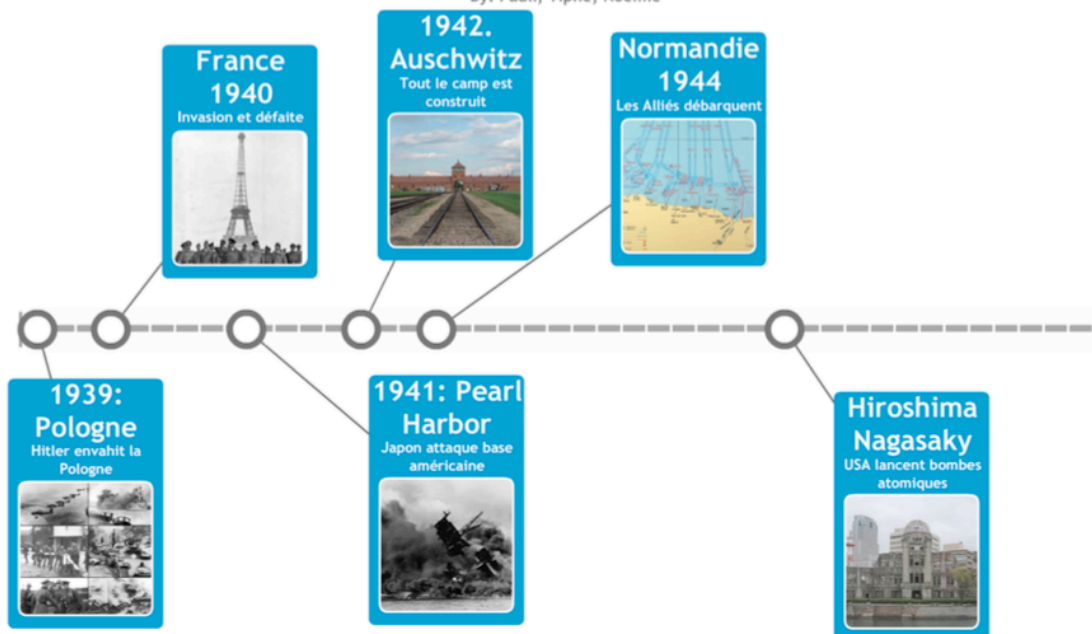 1942.
Auschwitz
Tout le camp est
construit
France
1940
Invasion et défaite
Normandie
1944
Les Alliés débarquent
1939:
Pologne
Hitler envahit la
Pologne
1941: Pearl
Harbor
Japon attaque base
américaine
Hiroshima
Nagasaky
USA lancent bombes
atomiques